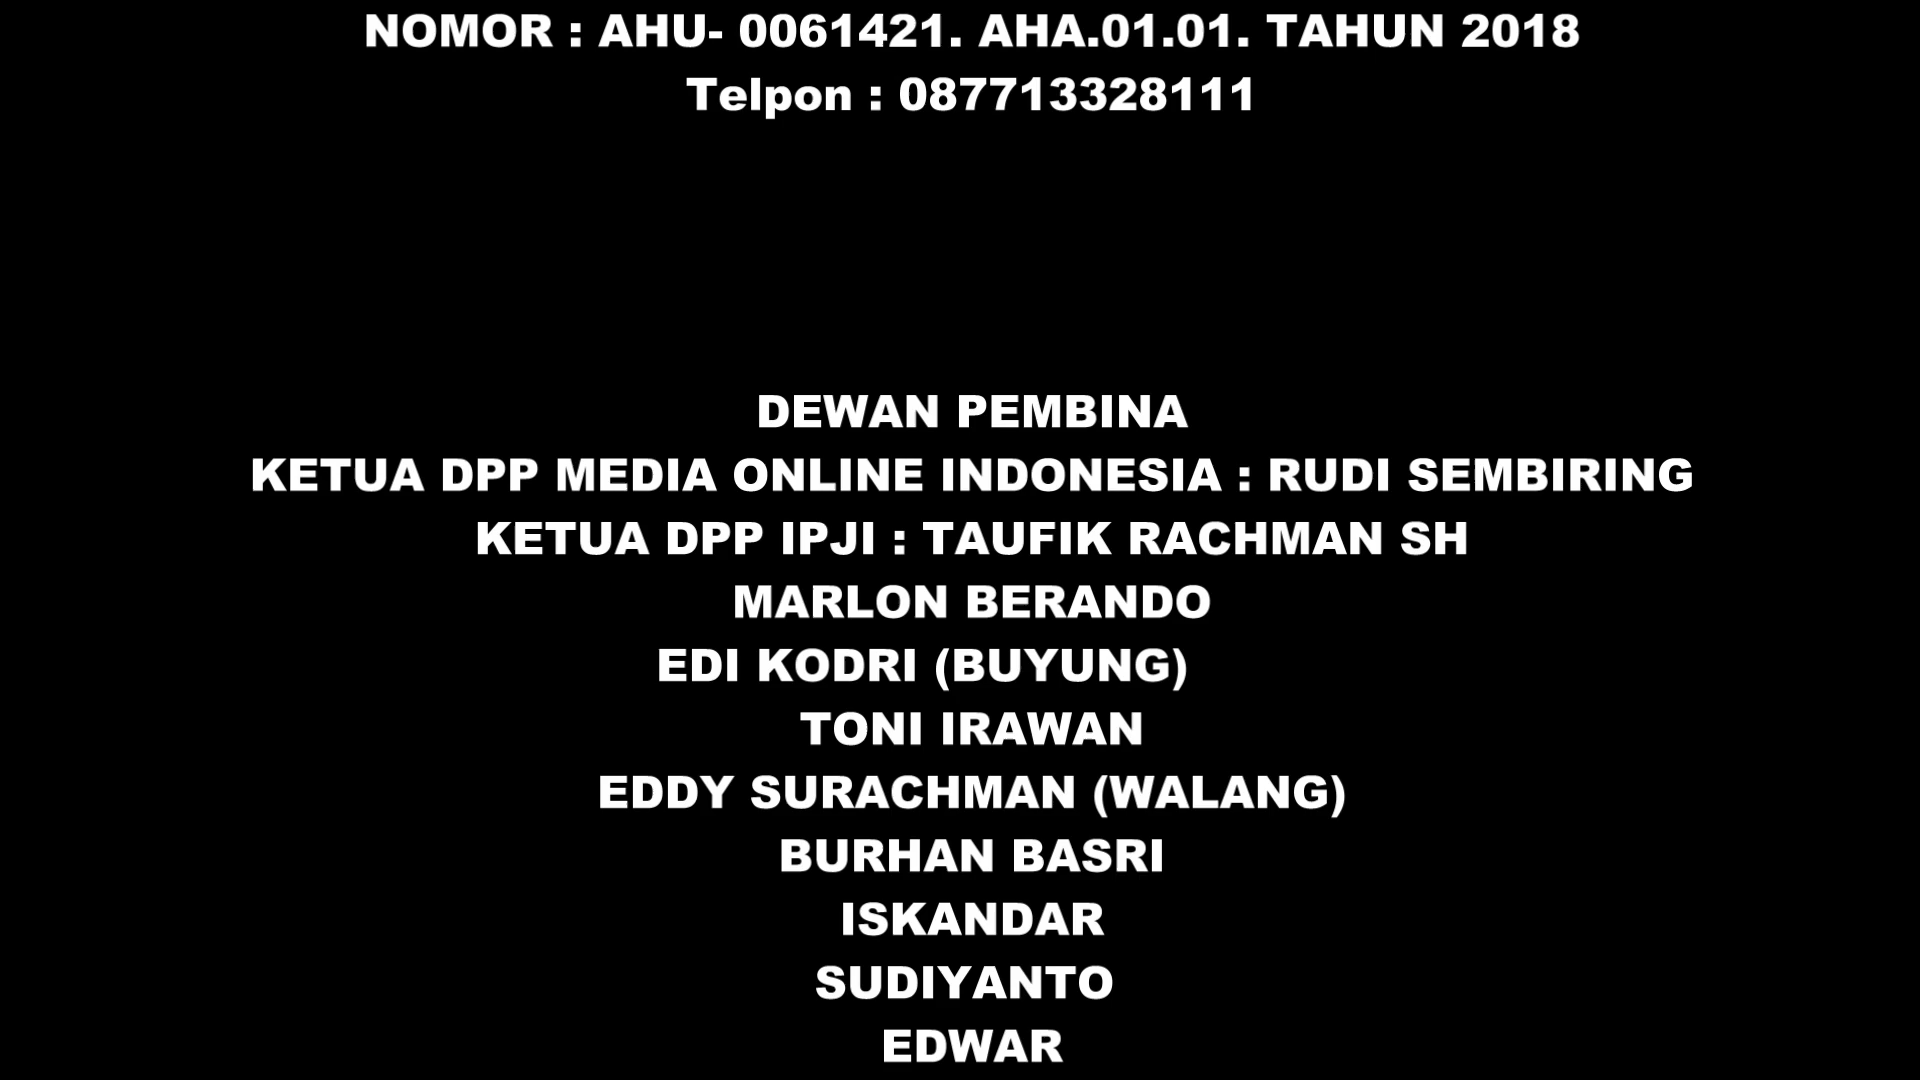 NOMOR : AHU- 0061421. AHA.01.01. TAHUN 2018
Telpon : 087713328111
DEWAN PEMBINA
KETUA DPP MEDIA ONLINE INDONESIA : RUDI SEMBIRING
KETUA DPP IPJI : TAUFIK RACHMAN SH
MARLON BERANDO
EDI KODRI (BUYUNG)
TONI IRAWAN
EDDY SURACHMAN (WALANG)
BURHAN BASRI
ISKANDAR
SUDIYANTO
EDWAR